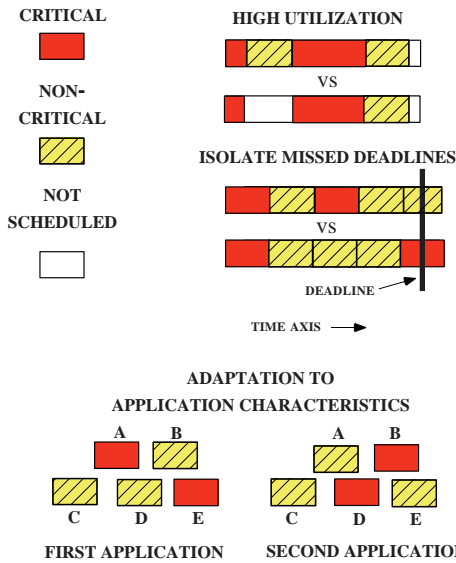 CRITICAL
NON-
CRITICAL
NOT
SCHEDULED
HIGH UTILIZATION
VS
ISOLATE MISSED DEADLINES
VS
DEADLINE
TIME AXIS
ADAPTATION TO
APPLICATION CHARACTERISTICS
A B
C D E
FIRST APPLICATION
A B
C D E
SECOND APPLICATION